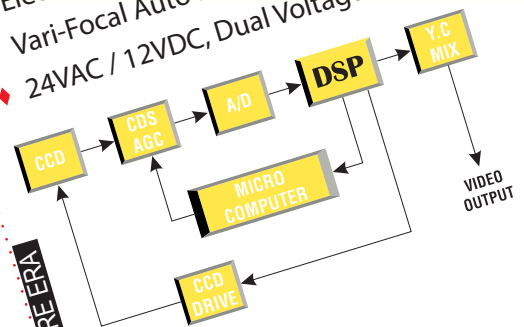 Vari-Focal Auto
24VAC / 12VDC, Dual Voltage
CCD
CDS
AGC
A/D
DSP
Y.C
MIX
MICRO
COMPUTER
VIDEO
OUTPUT
CCD
DRIVE
RE ERA